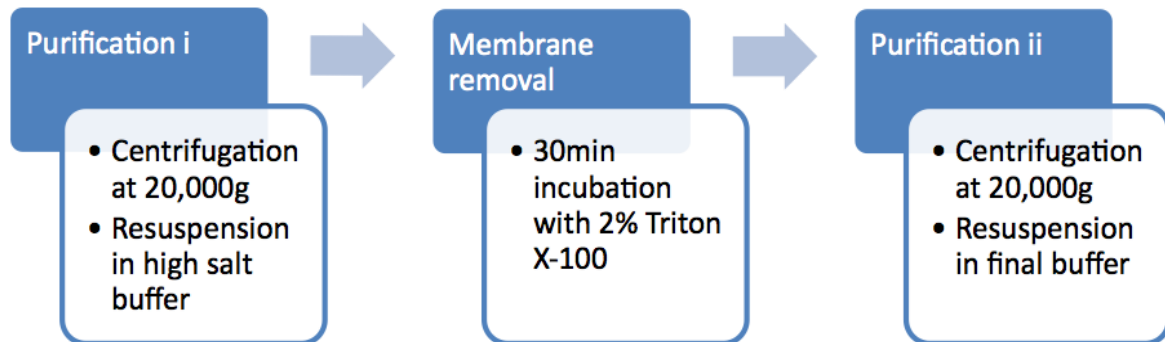 Purification i
• Centrifugation
at 20,000g
• Resuspension
in high salt
buffer
Membrane
removal
• 30min
incubation
with 2% Triton
X-100
Purification ii
• Centrifugation
at 20,000g
• Resuspension
in final buffer